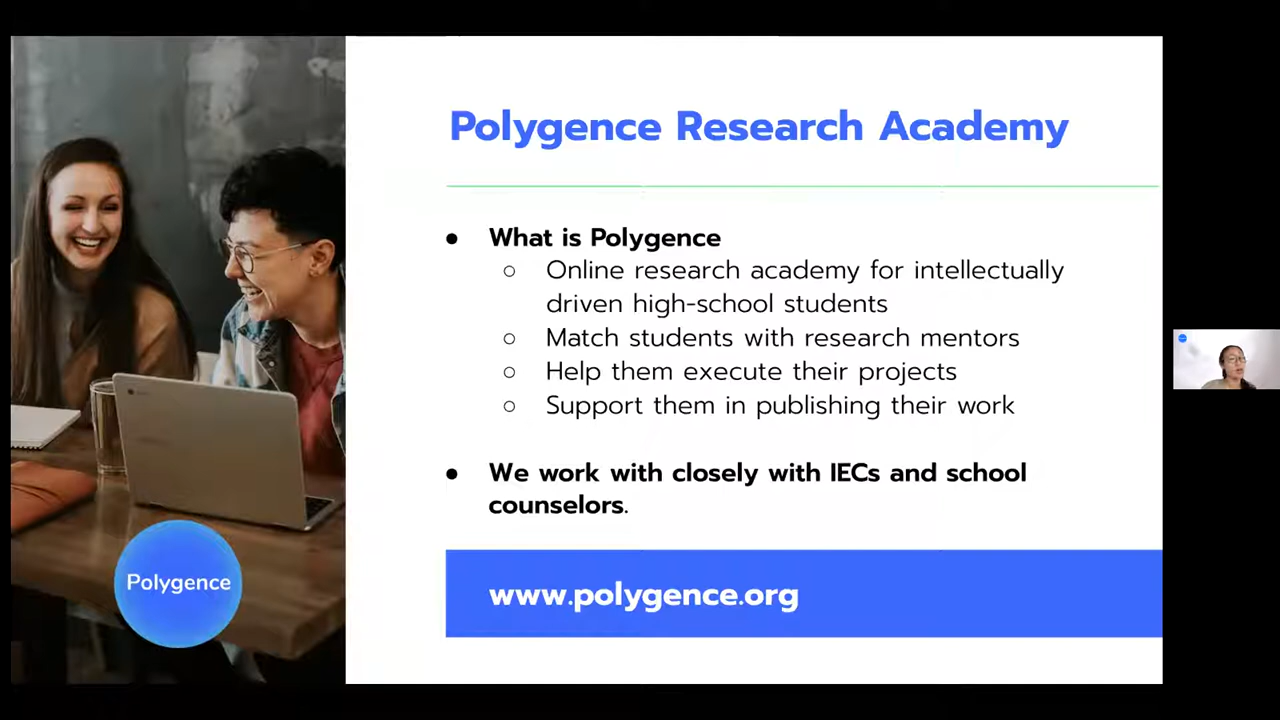 Polygence Research Academy
● What is Polygence
○ Online research academy for intellectually
driven high-school students
○ Match students with research mentors
○ Help them execute their projects
○ Support them in publishing their work
● We work with closely with IECs and school
counselors.
Polygence
www.polygence.org